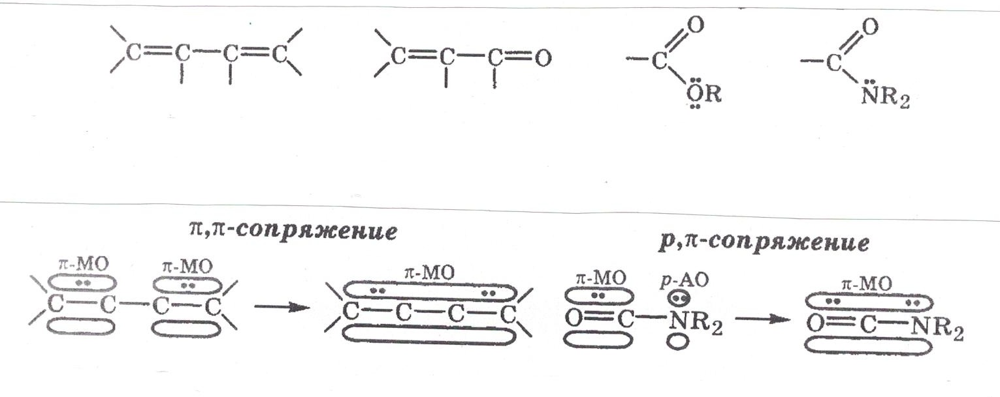 C=C—C=C C=C—C=O —C O ÖR —C O N̈R₂
π,π-сопряжение р,π-сопряжение
π-МО π-МО π-МО π-МО р-АО π-МО
C—C—C—C C—C—C—C O=C—NR₂ O=C—NR₂